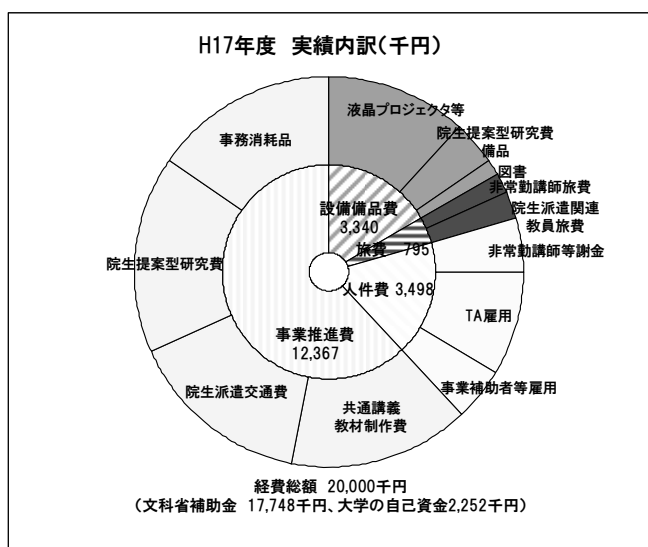 H17年度 実績内訳(千円)
液晶プロジェクタ等
院生提案型研究費
備品
図書
非常勤講師旅費
院生派遣関連
教員旅費
非常勤講師等謝金
TA雇用
事業補助者等雇用
共通講義
教材制作費
院生派遣交通費
院生提案型研究費
事務消耗品
設備備品費
3,340
旅費 795
人件費 3,498
事業推進費
12,367
経費総額 20,000千円
(文科省補助金 17,748千円、大学の自己資金2,252千円)